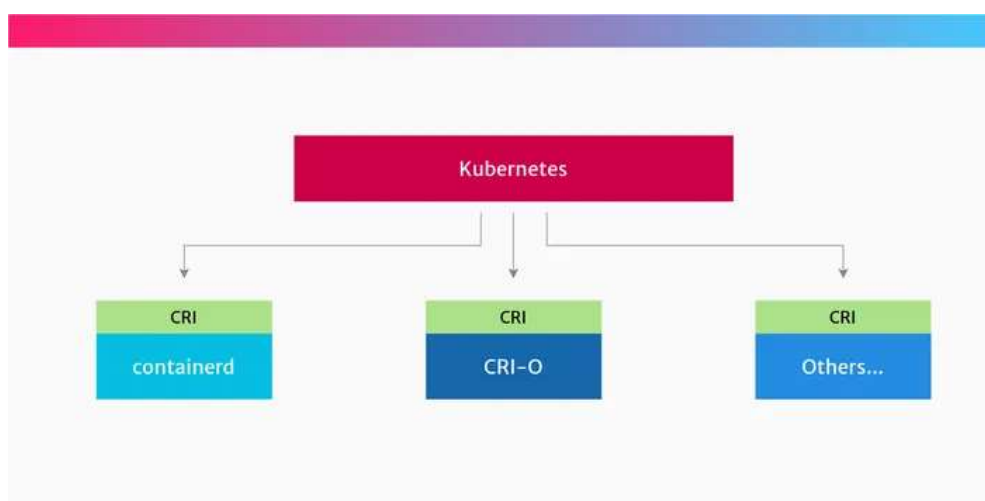 Kubernetes
CRI
CRI
CRI
containerd
CRI-O
Others...